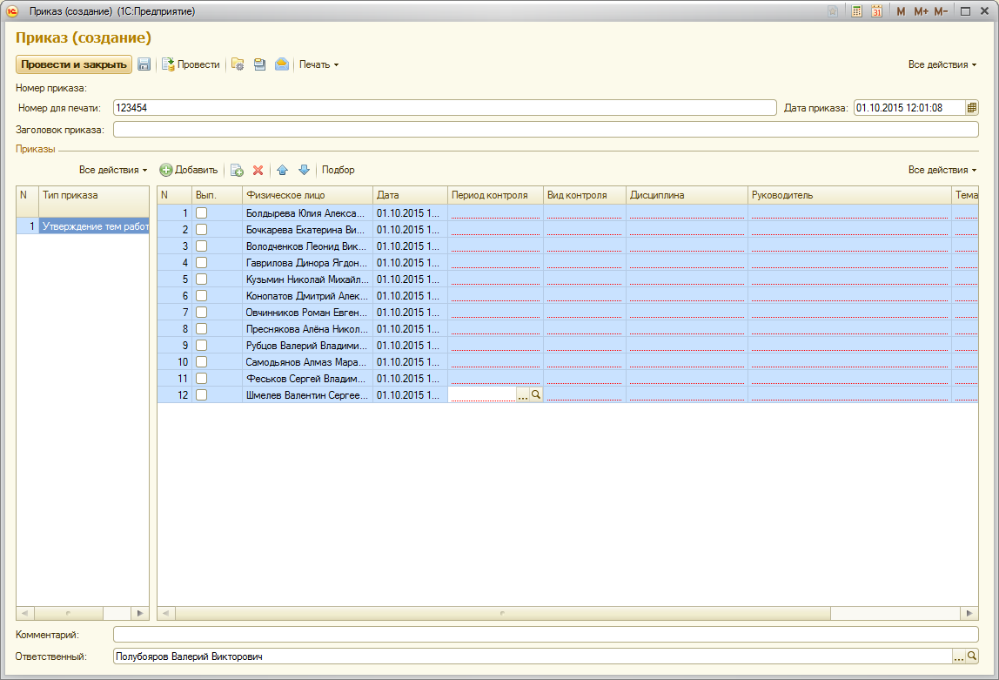 Приказ (создание) (1С:Предприятие)
31 M M+ M-
Приказ (создание)
Провести и закрыть Провести Печать Все действия
Номер приказа:
Номер для печати: 123454 Дата приказа: 01.10.2015 12:01:08
Заголовок приказа:
Приказы
Все действия Добавить Подбор Все действия
N Тип приказа N Вып. Физическое лицо Дата Период контроля Вид контроля Дисциплина Руководитель Тема
1 Утверждение тем работ
1 Болдырева Юлия Алекса... 01.10.2015 1...
2 Бочкарева Екатерина Ви... 01.10.2015 1...
3 Володченков Леонид Вик... 01.10.2015 1...
4 Гаврилова Динора Ягдон... 01.10.2015 1...
5 Кузьмин Николай Михайл... 01.10.2015 1...
6 Конопатов Дмитрий Алек... 01.10.2015 1...
7 Овчинников Роман Евген... 01.10.2015 1...
8 Преснякова Алёна Никол... 01.10.2015 1...
9 Рубцов Валерий Владими... 01.10.2015 1...
10 Самодьянов Алмаз Мара... 01.10.2015 1...
11 Феськов Сергей Владим... 01.10.2015 1...
12 Шмелев Валентин Сергее... 01.10.2015 1... ...
Комментарий:
Ответственный: Полубояров Валерий Викторович ...